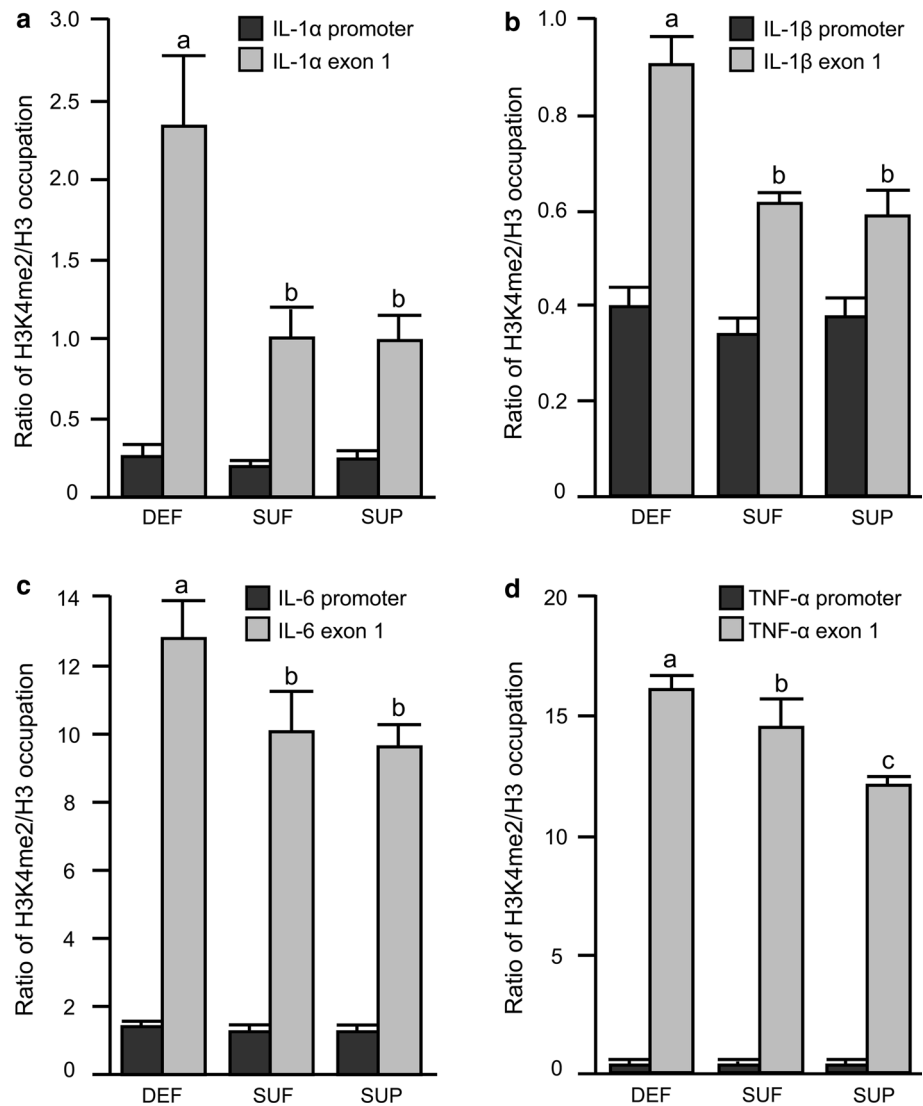 a
IL-1α promoter
IL-1α exon 1
Ratio of H3K4me2/H3 occupation
3.0
2.5
2.0
1.5
1.0
0.5
0
a
b
b
DEF SUF SUP
b
IL-1β promoter
IL-1β exon 1
Ratio of H3K4me2/H3 occupation
1.0
0.8
0.6
0.4
0.2
0
a
b
b
DEF SUF SUP
c
IL-6 promoter
IL-6 exon 1
Ratio of H3K4me2/H3 occupation
14
12
10
8
6
4
2
0
a
b
b
DEF SUF SUP
d
TNF-α promoter
TNF-α exon 1
Ratio of H3K4me2/H3 occupation
20
15
10
5
0
a
b
c
DEF SUF SUP